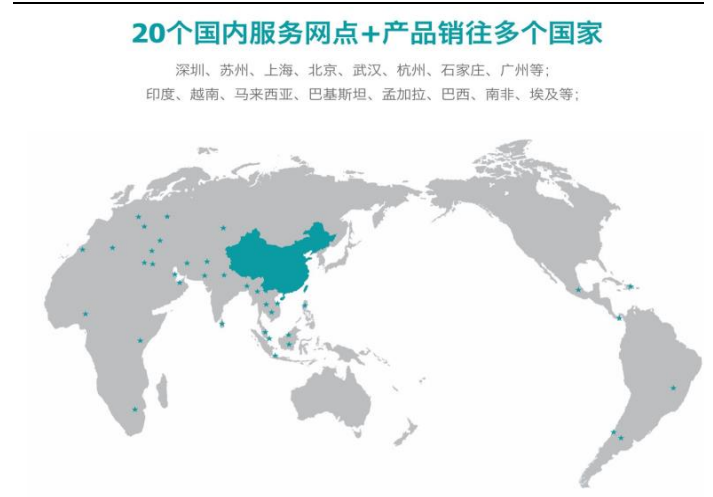 20个国内服务网点+产品销往多个国家
深圳、苏州、上海、北京、武汉、杭州、石家庄、广州等；
印度、越南、马来西亚、巴基斯坦、孟加拉、巴西、南非、埃及等；